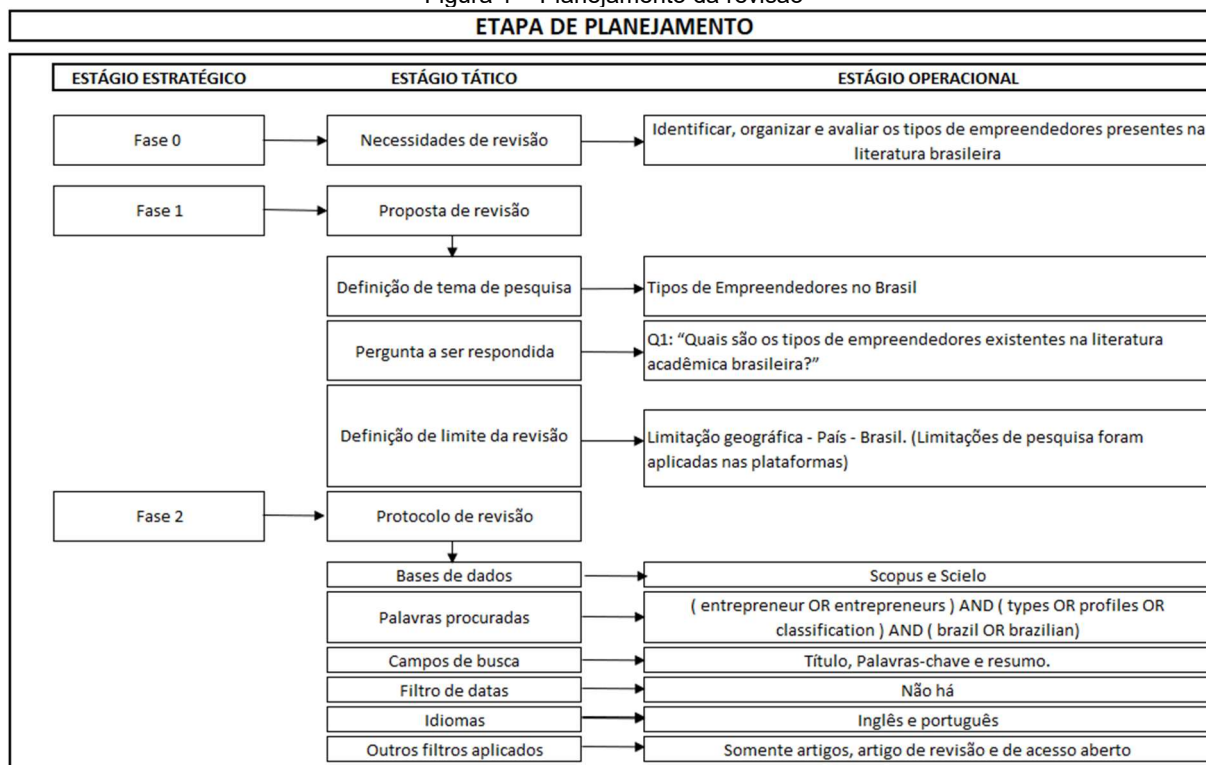 Figura 1 – Planejamento da revisão
ETAPA DE PLANEJAMENTO
ESTÁGIO ESTRATÉGICO
ESTÁGIO TÁTICO
ESTÁGIO OPERACIONAL
Fase 0
Necessidades de revisão
Identificar, organizar e avaliar os tipos de empreendedores presentes na
literatura brasileira
Fase 1
Proposta de revisão
Definição de tema de pesquisa
Tipos de Empreendedores no Brasil
Pergunta a ser respondida
Q1: “Quais são os tipos de empreendedores existentes na literatura
acadêmica brasileira?”
Definição de limite da revisão
Limitação geográfica - País - Brasil. (Limitações de pesquisa foram
aplicadas nas plataformas)
Fase 2
Protocolo de revisão
Bases de dados
Scopus e Scielo
Palavras procuradas
( entrepreneur OR entrepreneurs ) AND ( types OR profiles OR
classification ) AND ( brazil OR brazilian)
Campos de busca
Título, Palavras-chave e resumo.
Filtro de datas
Não há
Idiomas
Inglês e português
Outros filtros aplicados
Somente artigos, artigo de revisão e de acesso aberto